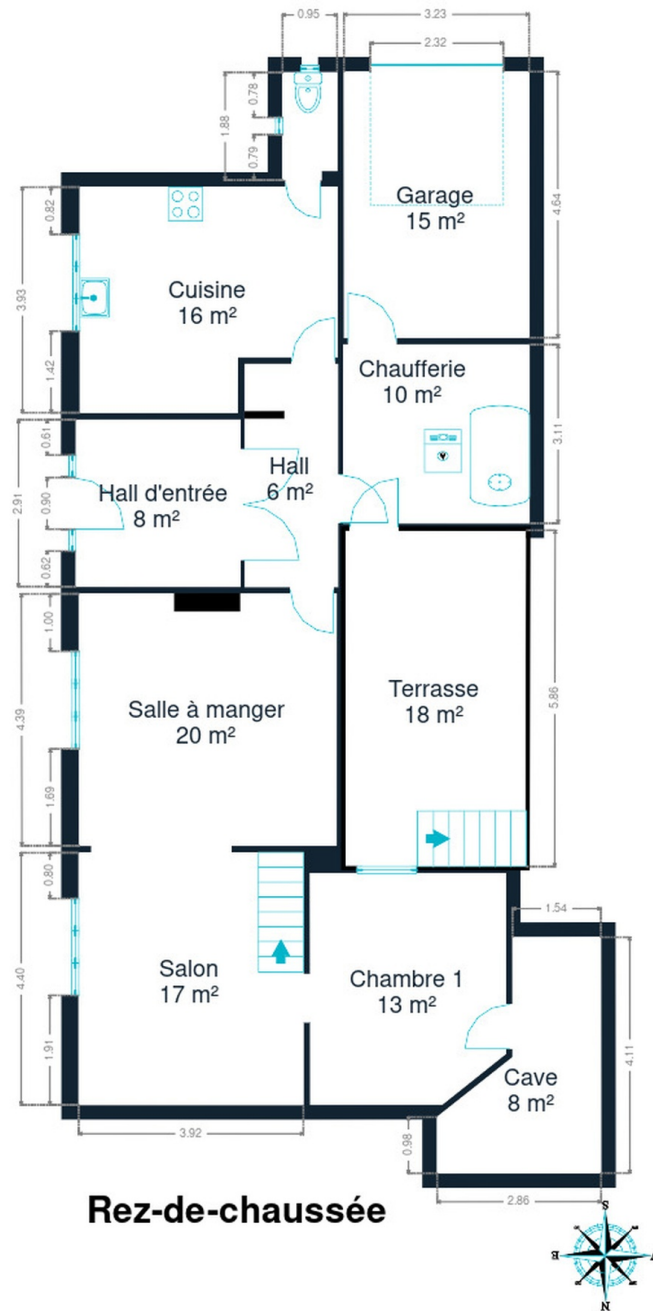 0.95
3.23
2.32
0.78
1.88
0.79
Garage
15 m²
4.64
0.82
3.93
Cuisine
16 m²
1.42
Chaufferie
10 m²
3.11
0.61
2.91
0.90
Hall d'entrée
8 m²
Hall
6 m²
0.62
1.00
4.39
Salle à manger
20 m²
1.69
Terrasse
18 m²
5.86
0.80
4.40
Salon
17 m²
1.91
Chambre 1
13 m²
1.54
4.11
Cave
8 m²
0.98
3.92
2.86
Rez-de-chaussée
S
E
N